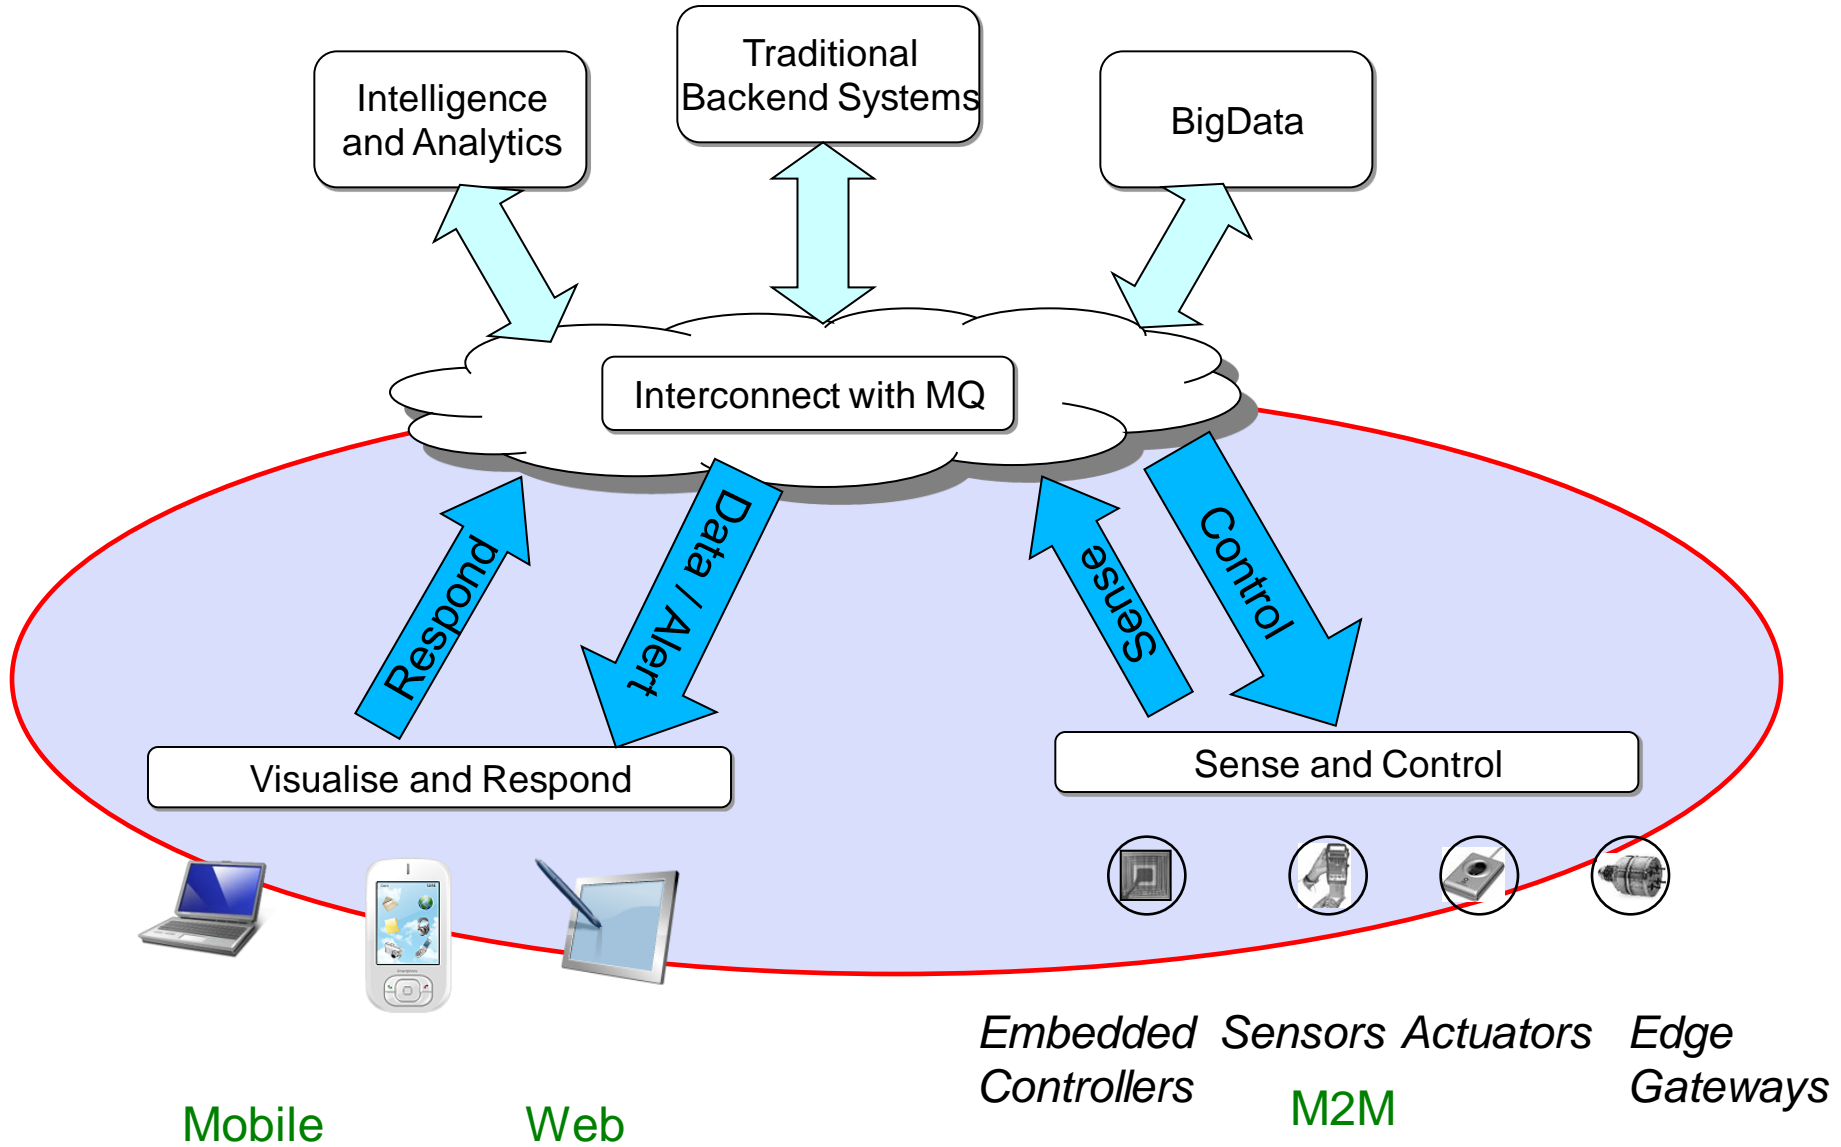 Traditional
Backend Systems
Intelligence
and Analytics
BigData
Interconnect with MQ
Respond
Data // Alert
Sense
Control
Visualise and Respond
Sense and Control
Embedded
Controllers
Sensors
Actuators
Edge
Gateways
Mobile
Web
M2M